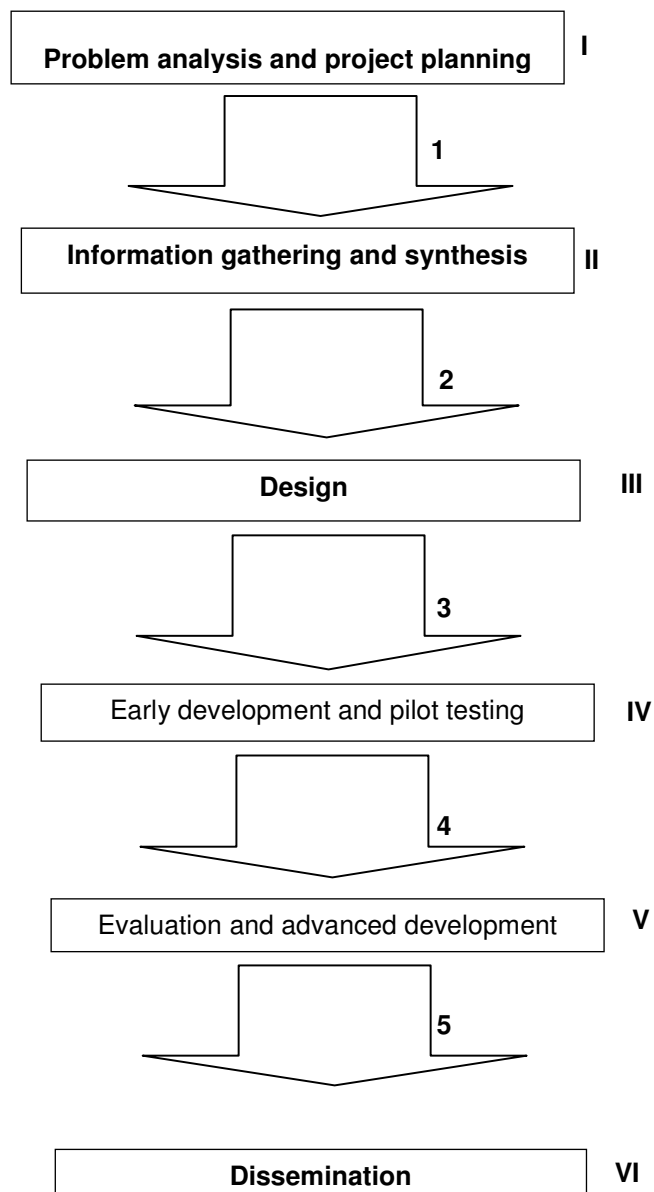 Problem analysis and project planning I
1
Information gathering and synthesis II
2
Design III
3
Early development and pilot testing IV
4
Evaluation and advanced development V
5
Dissemination VI